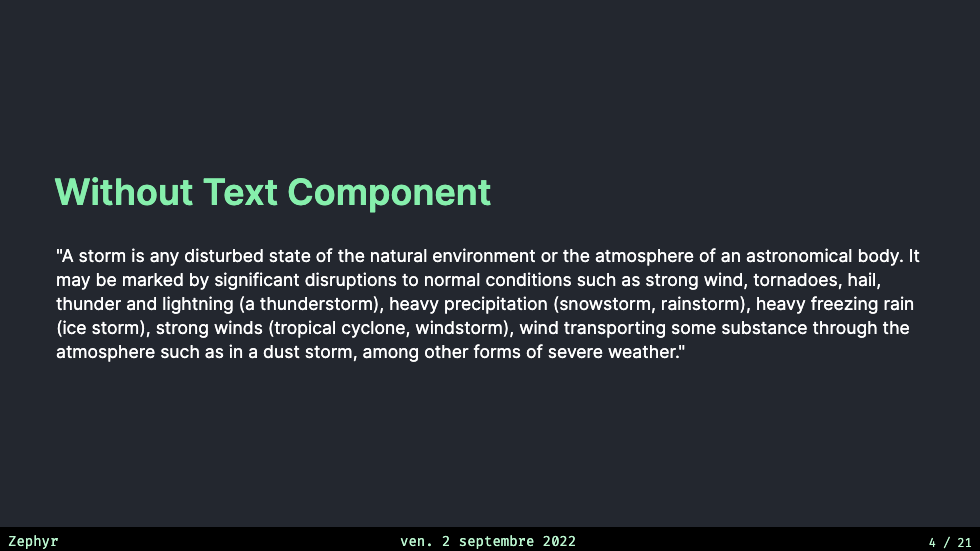 Without Text Component
"A storm is any disturbed state of the natural environment or the atmosphere of an astronomical body. It
may be marked by significant disruptions to normal conditions such as strong wind, tornadoes, hail,
thunder and lightning (a thunderstorm), heavy precipitation (snowstorm, rainstorm), heavy freezing rain
(ice storm), strong winds (tropical cyclone, windstorm), wind transporting some substance through the
atmosphere such as in a dust storm, among other forms of severe weather."
Zephyr
ven. 2 septembre 2022
4 / 21